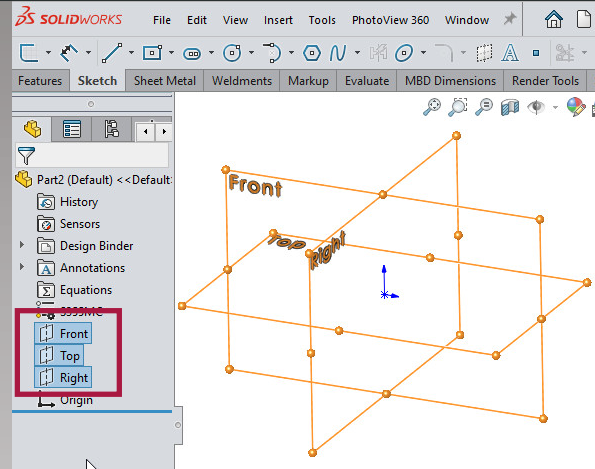 SOLIDWORKS File Edit View Insert Tools PhotoView 360 Window
Features Sketch Sheet Metal Weldments Markup Evaluate MBD Dimensions Render Tools
Part2 (Default) <<Default
History
Sensors
Design Binder
Annotations
Equations
Front
Top
Right
Origin
Front
Top
Right